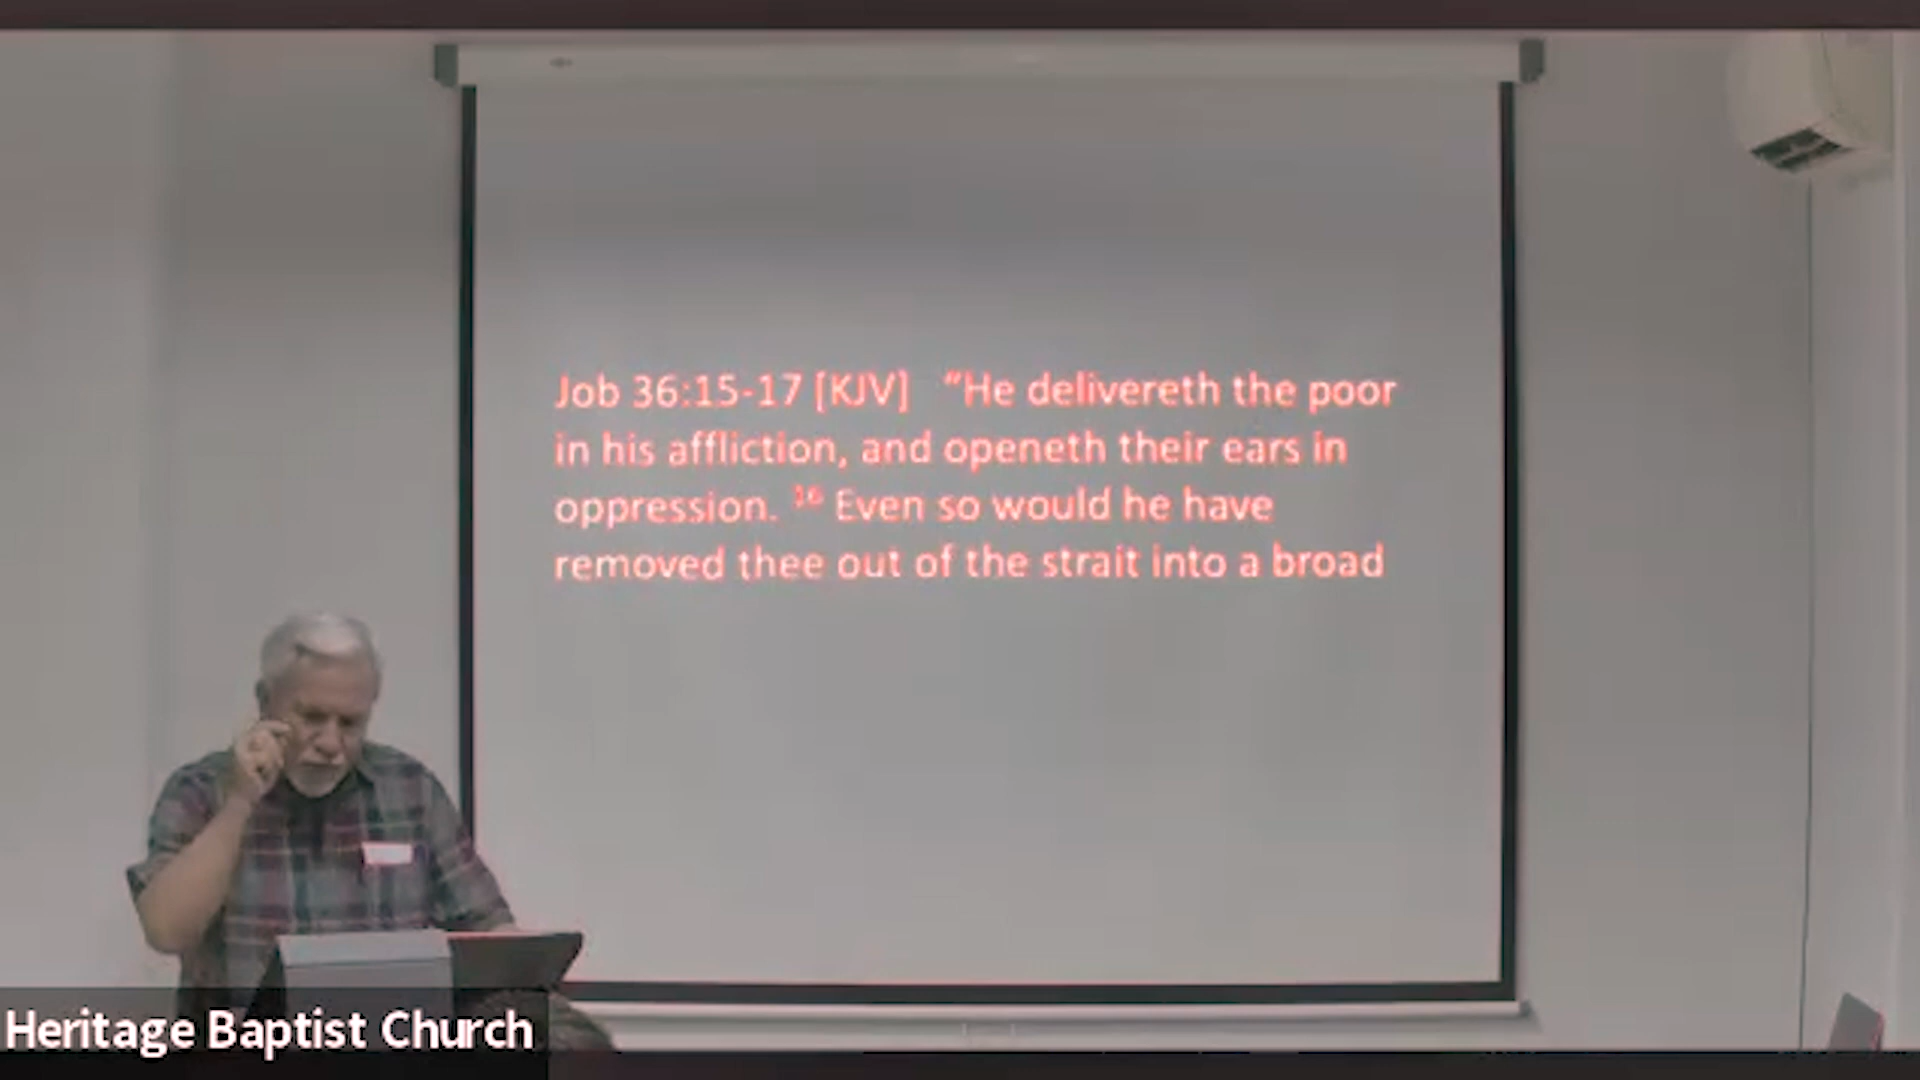 Job 36:15-17 [KJV] “He delivereth the poor
in his affliction, and openeth their ears in
oppression. 16 Even so would he have
removed thee out of the strait into a broad
Heritage Baptist Church